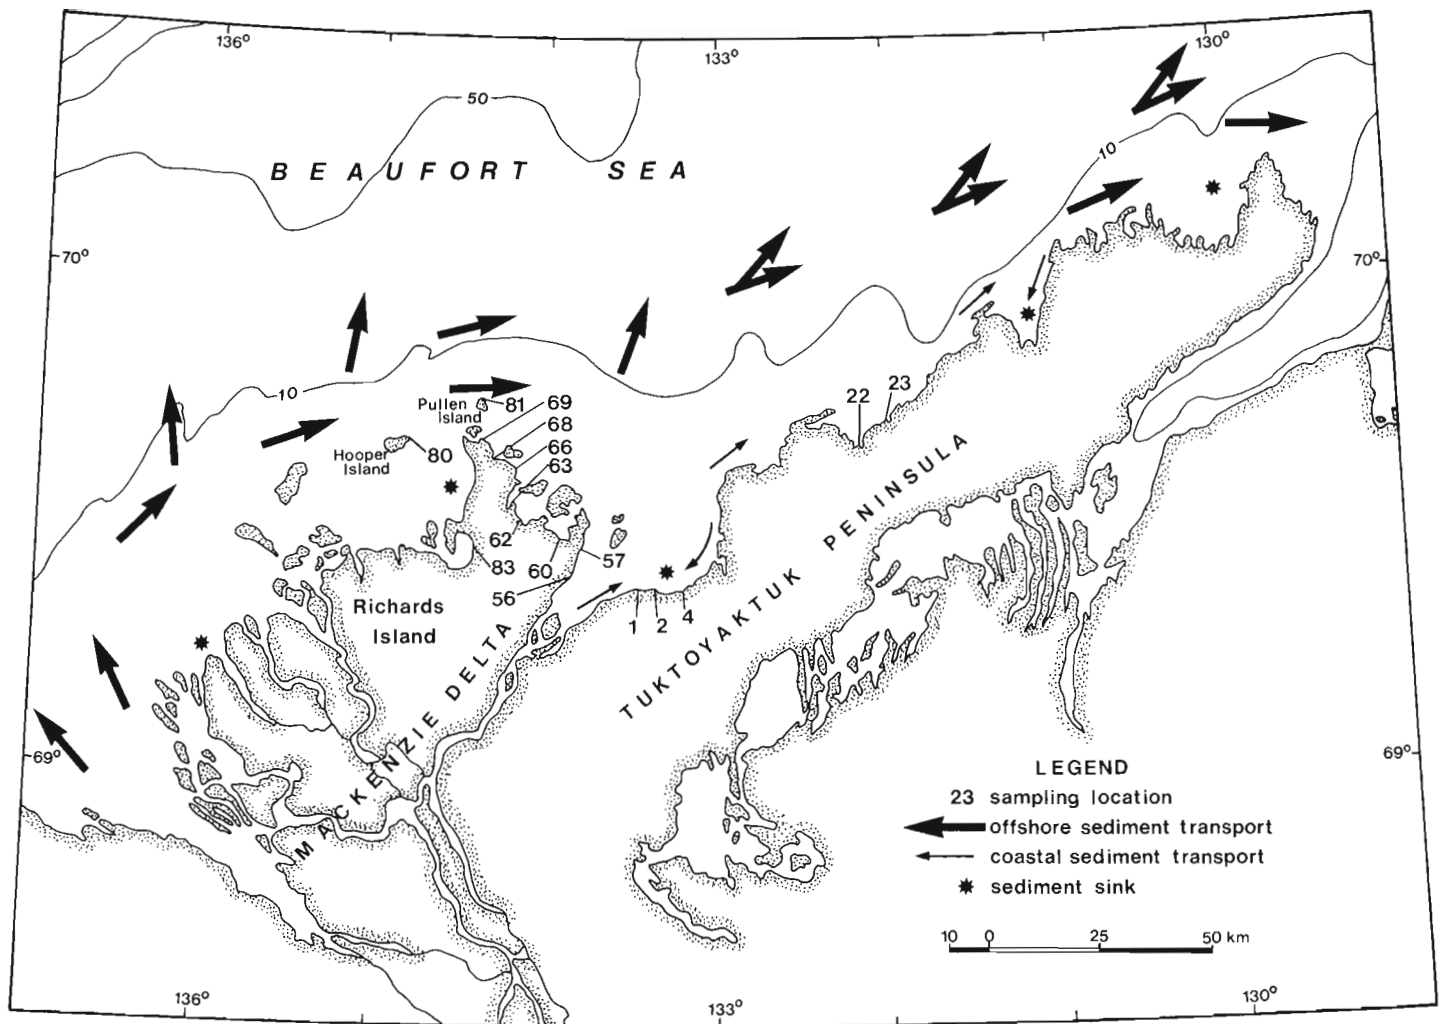 136°
133°
130°
50
BEAUFORT SEA
10
70°
70°
10
Pullen
Island
81
69
68
66
63
Hooper
Island
80
22
23
62
83
60
57
56
Richards
Island
1
2
4
TUKTOYAKTUK PENINSULA
MACKENZIE DELTA
69°
69°
LEGEND
23 sampling location
offshore sediment transport
coastal sediment transport
sediment sink
10 0 25 50 km
136°
133°
130°